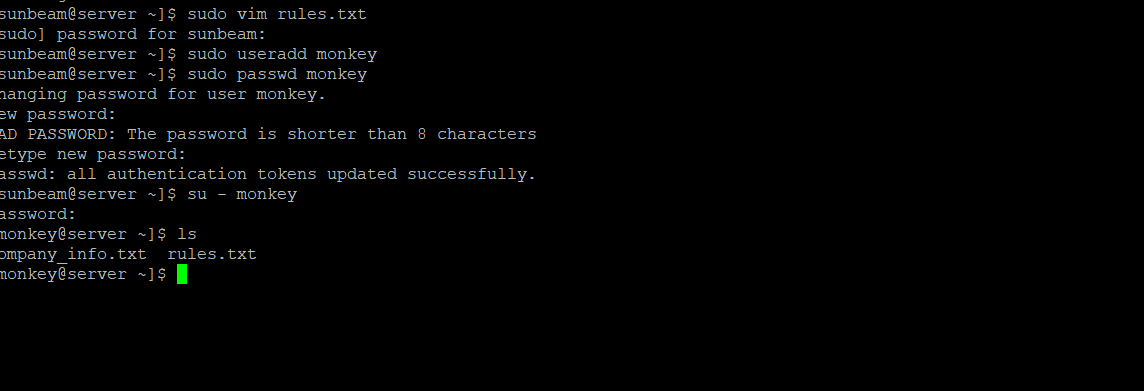 sunbeam@server ~]$ sudo vim rules.txt
sudo] password for sunbeam:
sunbeam@server ~]$ sudo useradd monkey
sunbeam@server ~]$ sudo passwd monkey
hanging password for user monkey.
ew password:
AD PASSWORD: The password is shorter than 8 characters
etype new password:
asswd: all authentication tokens updated successfully.
sunbeam@server ~]$ su - monkey
assword:
monkey@server ~]$ ls
ompany_info.txt  rules.txt
monkey@server ~]$